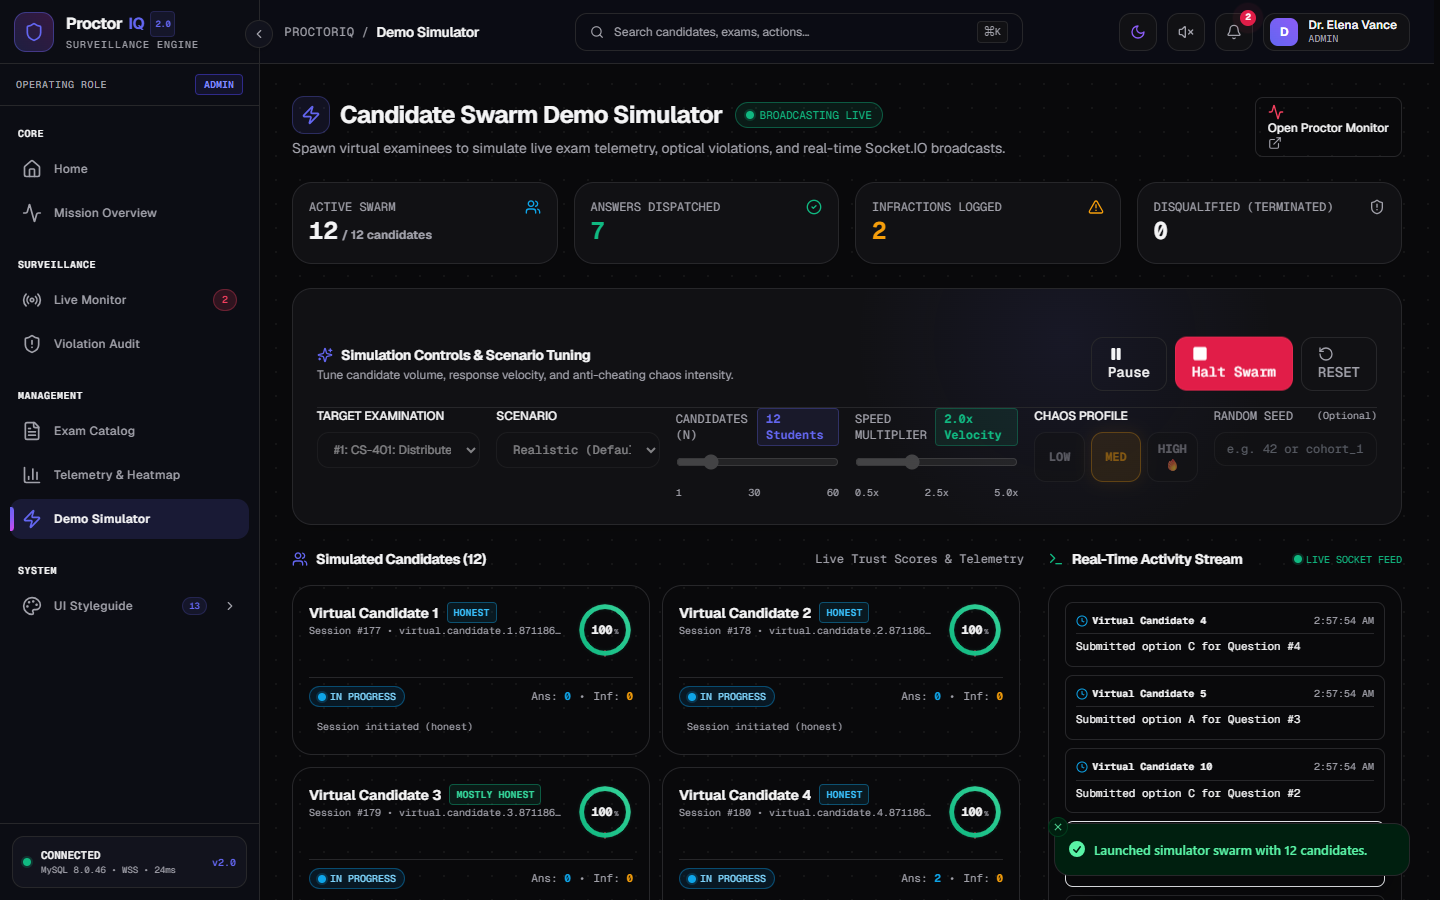 Proctor IQ 2.0
SURVEILLANCE ENGINE
OPERATING ROLE ADMIN
CORE
Home
Mission Overview
SURVEILLANCE
Live Monitor 2
Violation Audit
MANAGEMENT
Exam Catalog
Telemetry & Heatmap
Demo Simulator
SYSTEM
UI Styleguide 13
CONNECTED
MySQL 8.0.46 • WSS • 24ms
v2.0
PROCTORIQ / Demo Simulator
Search candidates, exams, actions...
⌘K
2
D
Dr. Elena Vance
ADMIN
Candidate Swarm Demo Simulator
BROADCASTING LIVE
Spawn virtual examinees to simulate live exam telemetry, optical violations, and real-time Socket.IO broadcasts.
Open Proctor Monitor
ACTIVE SWARM
12 / 12 candidates
ANSWERS DISPATCHED
7
INFRACTIONS LOGGED
2
DISQUALIFIED (TERMINATED)
0
Simulation Controls & Scenario Tuning
Tune candidate volume, response velocity, and anti-cheating chaos intensity.
Pause
Halt Swarm
RESET
TARGET EXAMINATION
#1: CS-401: Distribute
SCENARIO
Realistic (Defau
CANDIDATES (N)
12 Students
1 30 60
SPEED MULTIPLIER
2.0x Velocity
0.5x 2.5x 5.0x
CHAOS PROFILE
LOW
MED
HIGH
RANDOM SEED (Optional)
e.g. 42 or cohort_1
Simulated Candidates (12)
Live Trust Scores & Telemetry
Virtual Candidate 1 HONEST
Session #177 • virtual.candidate.1.871186…
100%
IN PROGRESS
Ans: 0 • Inf: 0
Session initiated (honest)
Virtual Candidate 2 HONEST
Session #178 • virtual.candidate.2.871186…
100%
IN PROGRESS
Ans: 0 • Inf: 0
Session initiated (honest)
Virtual Candidate 3 MOSTLY HONEST
Session #179 • virtual.candidate.3.871186…
100%
IN PROGRESS
Ans: 0 • Inf: 0
Virtual Candidate 4 HONEST
Session #180 • virtual.candidate.4.871186…
100%
IN PROGRESS
Ans: 2 • Inf: 0
Real-Time Activity Stream
LIVE SOCKET FEED
Virtual Candidate 4 2:57:54 AM
Submitted option C for Question #4
Virtual Candidate 5 2:57:54 AM
Submitted option A for Question #3
Virtual Candidate 10 2:57:54 AM
Submitted option C for Question #2
Launched simulator swarm with 12 candidates.